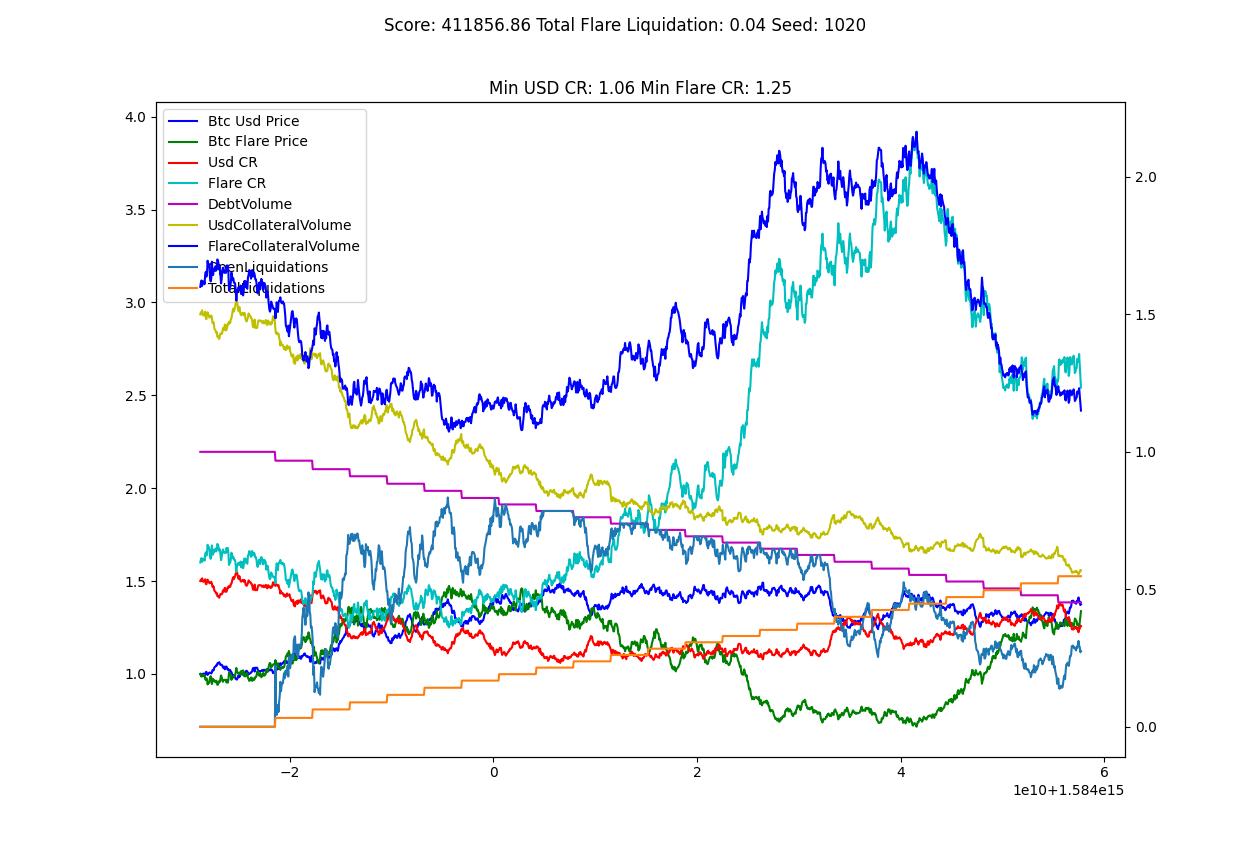 Score: 411856.86 Total Flare Liquidation: 0.04 Seed: 1020
Min USD CR: 1.06 Min Flare CR: 1.25
Btc Usd Price
Btc Flare Price
Usd CR
Flare CR
DebtVolume
UsdCollateralVolume
FlareCollateralVolume
OpenLiquidations
TotalLiquidations
4.0
3.5
3.0
2.5
2.0
1.5
1.0
2.0
1.5
1.0
0.5
0.0
−2
0
2
4
6
1e10+1.584e15